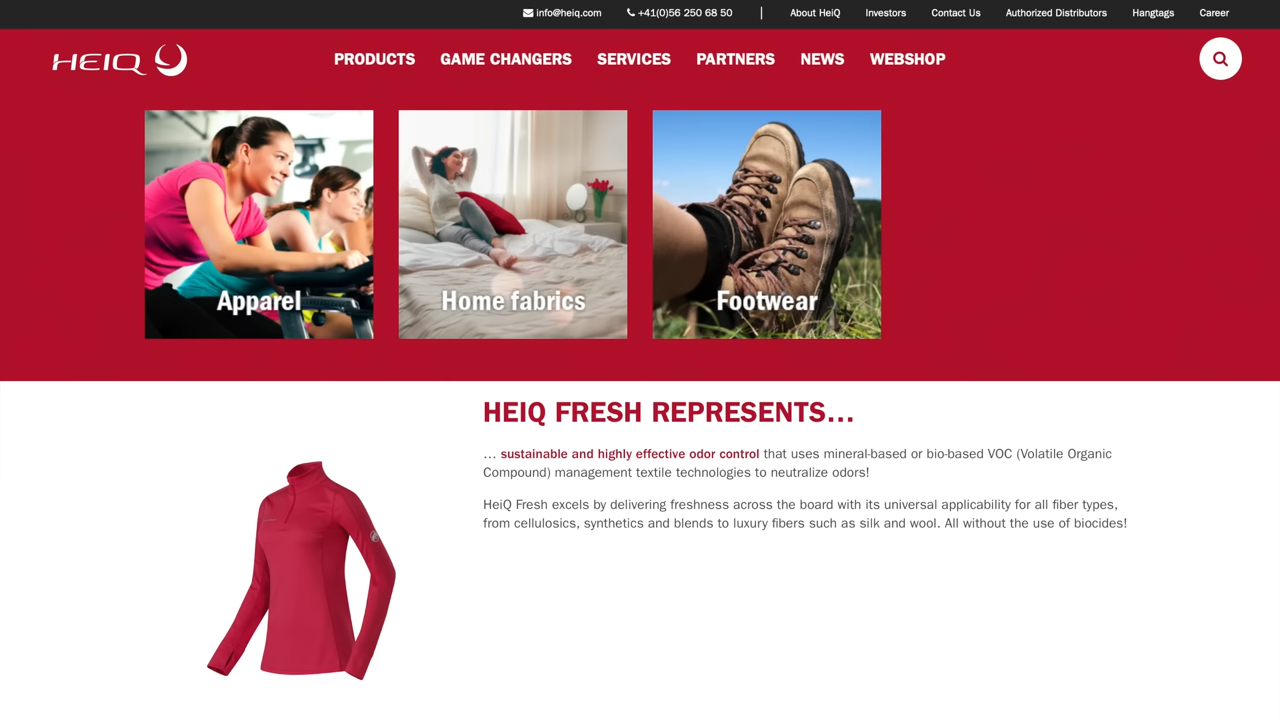 info@heiq.com +41(0)56 250 68 50 | About HeiQ Investors Contact Us Authorized Distributors Hangtags Career
HEIQ PRODUCTS GAME CHANGERS SERVICES PARTNERS NEWS WEBSHOP
Apparel Home fabrics Footwear
HEIQ FRESH REPRESENTS...
... sustainable and highly effective odor control that uses mineral-based or bio-based VOC (Volatile Organic
Compound) management textile technologies to neutralize odors!
HeiQ Fresh excels by delivering freshness across the board with its universal applicability for all fiber types,
from cellulosics, synthetics and blends to luxury fibers such as silk and wool. All without the use of biocides!